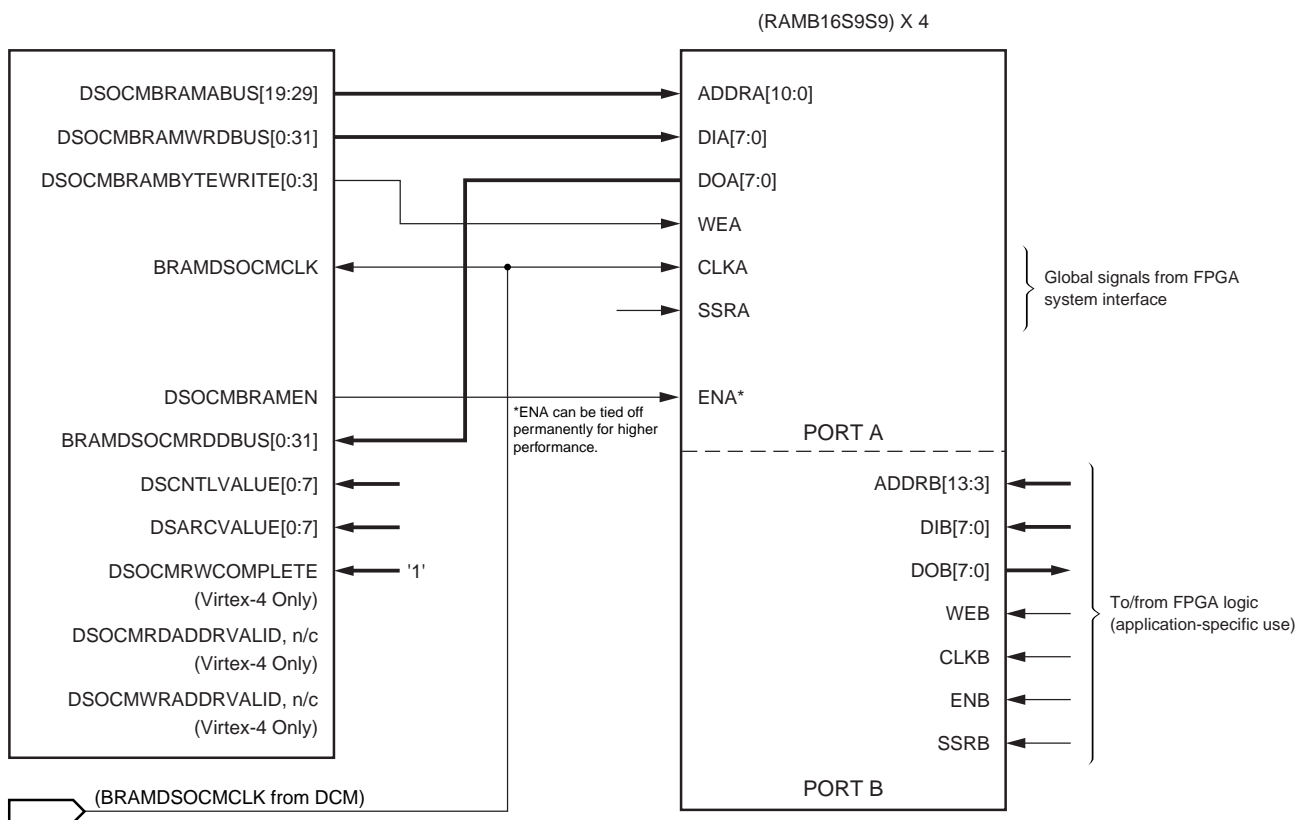 (RAMB16S9S9) X 4
DSOCMBRAMABUS[19:29]
DSOCMBRAMWRDBUS[0:31]
DSOCMBRAMBYTEWRITE[0:3]
BRAMDSOCMCLK
DSOCMBRAMEN
BRAMDSOCMRDDBUS[0:31]
DSCNTLVALUE[0:7]
DSARCVALUE[0:7]
DSOCMRWCOMPLETE
(Virtex-4 Only)
'1'
DSOCMRDADDRVALID, n/c
(Virtex-4 Only)
DSOCMWRADDRVALID, n/c
(Virtex-4 Only)
(BRAMDSOCMCLK from DCM)
*ENA can be tied off
permanently for higher
performance.
ADDRA[10:0]
DIA[7:0]
DOA[7:0]
WEA
CLKA
SSRA
ENA*
PORT A
ADDRB[13:3]
DIB[7:0]
DOB[7:0]
WEB
CLKB
ENB
SSRB
PORT B
Global signals from FPGA
system interface
To/from FPGA logic
(application-specific use)